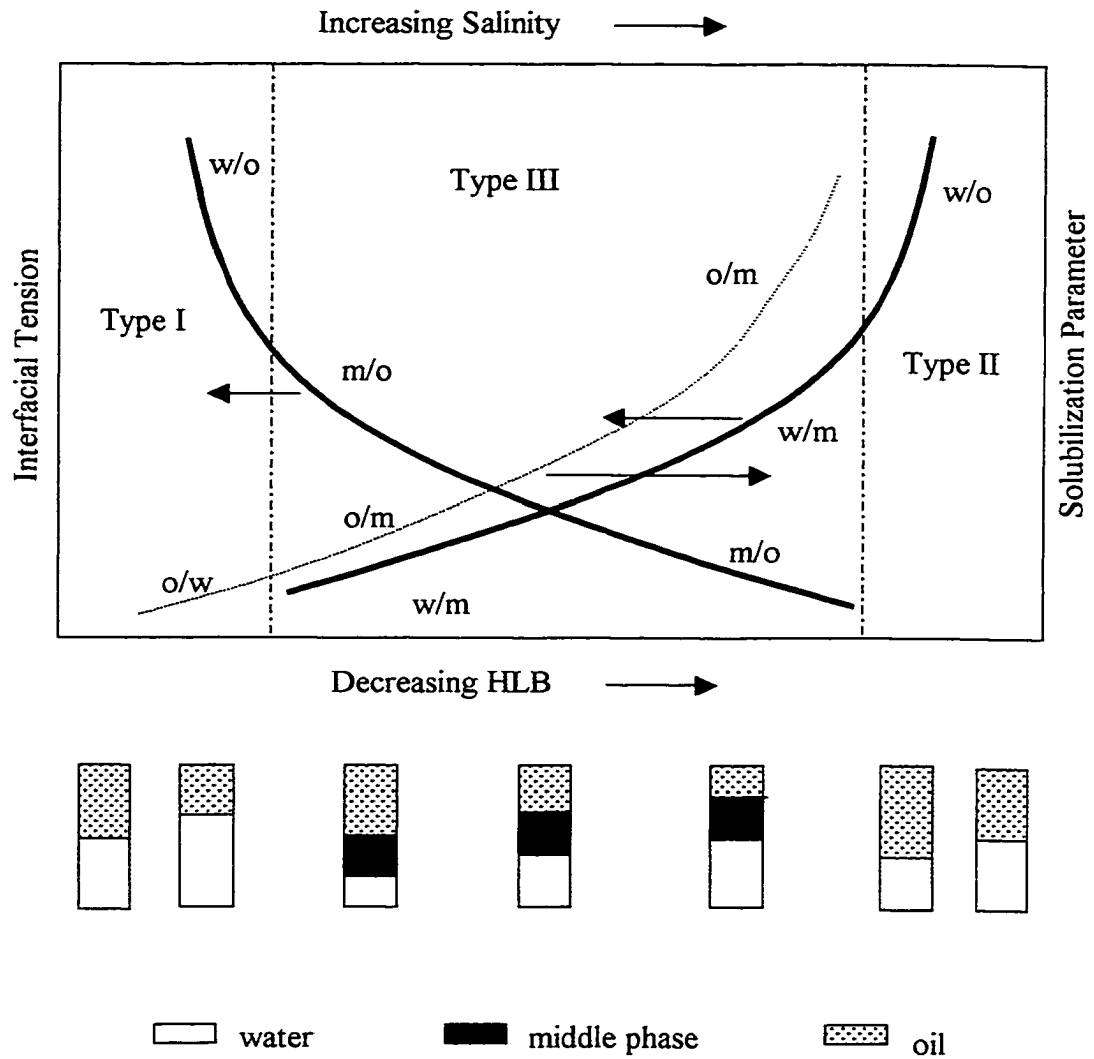 Increasing Salinity
w/o
Type III
w/o
o/m
Type I
m/o
Type II
w/m
o/m
m/o
o/w
w/m
Interfacial Tension
Solubilization Parameter
Decreasing HLB
water
middle phase
oil